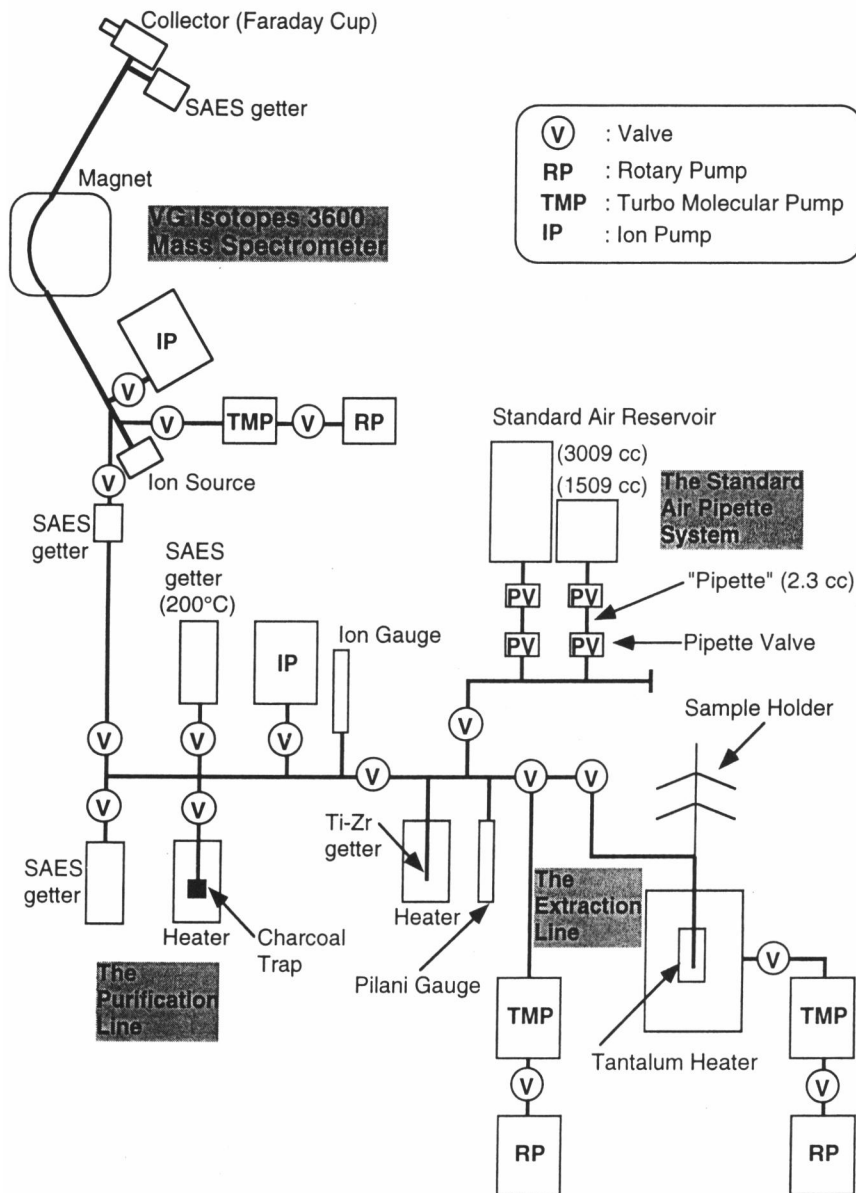 Collector (Faraday Cup)
SAES getter
V : Valve
RP : Rotary Pump
TMP : Turbo Molecular Pump
IP : Ion Pump
Magnet
VG Isotopes 3600
Mass Spectrometer
IP
V
V
TMP
V
RP
Ion Source
V
SAES
getter
Standard Air Reservoir
(3009 cc)
(1509 cc)
The Standard
Air Pipette
System
SAES
getter
(200°C)
"Pipette" (2.3 cc)
PV
PV
PV
PV
Pipette Valve
IP
Ion Gauge
Sample Holder
V
V
V
V
V
V
V
V
V
Ti-Zr
getter
SAES
getter
Heater
Charcoal
Trap
Heater
Pilani Gauge
The
Extraction
Line
The
Purification
Line
V
Tantalum Heater
TMP
TMP
V
V
RP
RP